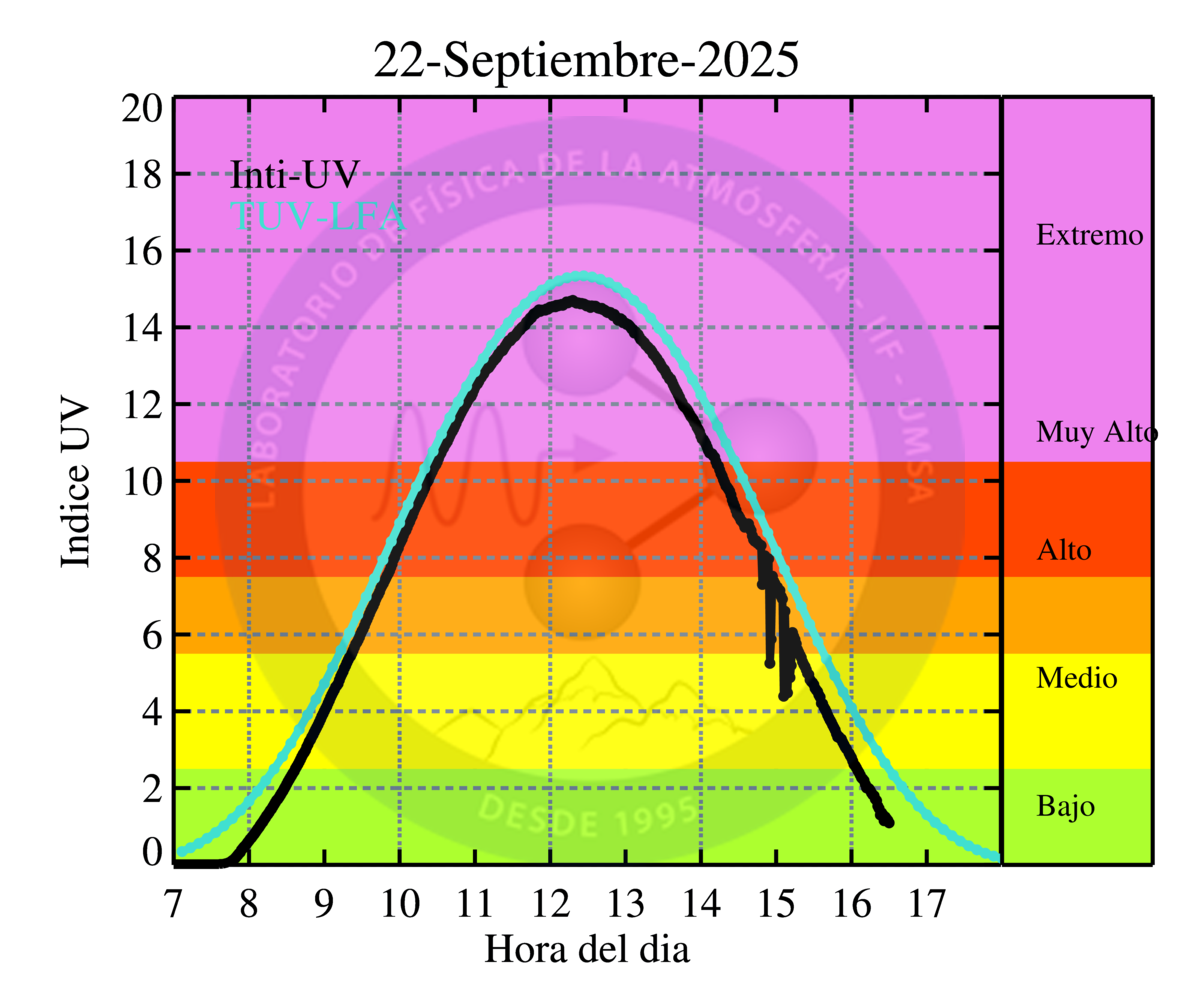 22-Septiembre-2025
Inti-UV
TUV-LFA
LABORATORIO DE FÍSICA DE LA ATMÓSFERA - IIF - UMSA
DESDE 1995
Indice UV
20
18
16
14
12
10
8
6
4
2
0
Extremo
Muy Alto
Alto
Medio
Bajo
7 8 9 10 11 12 13 14 15 16 17
Hora del dia